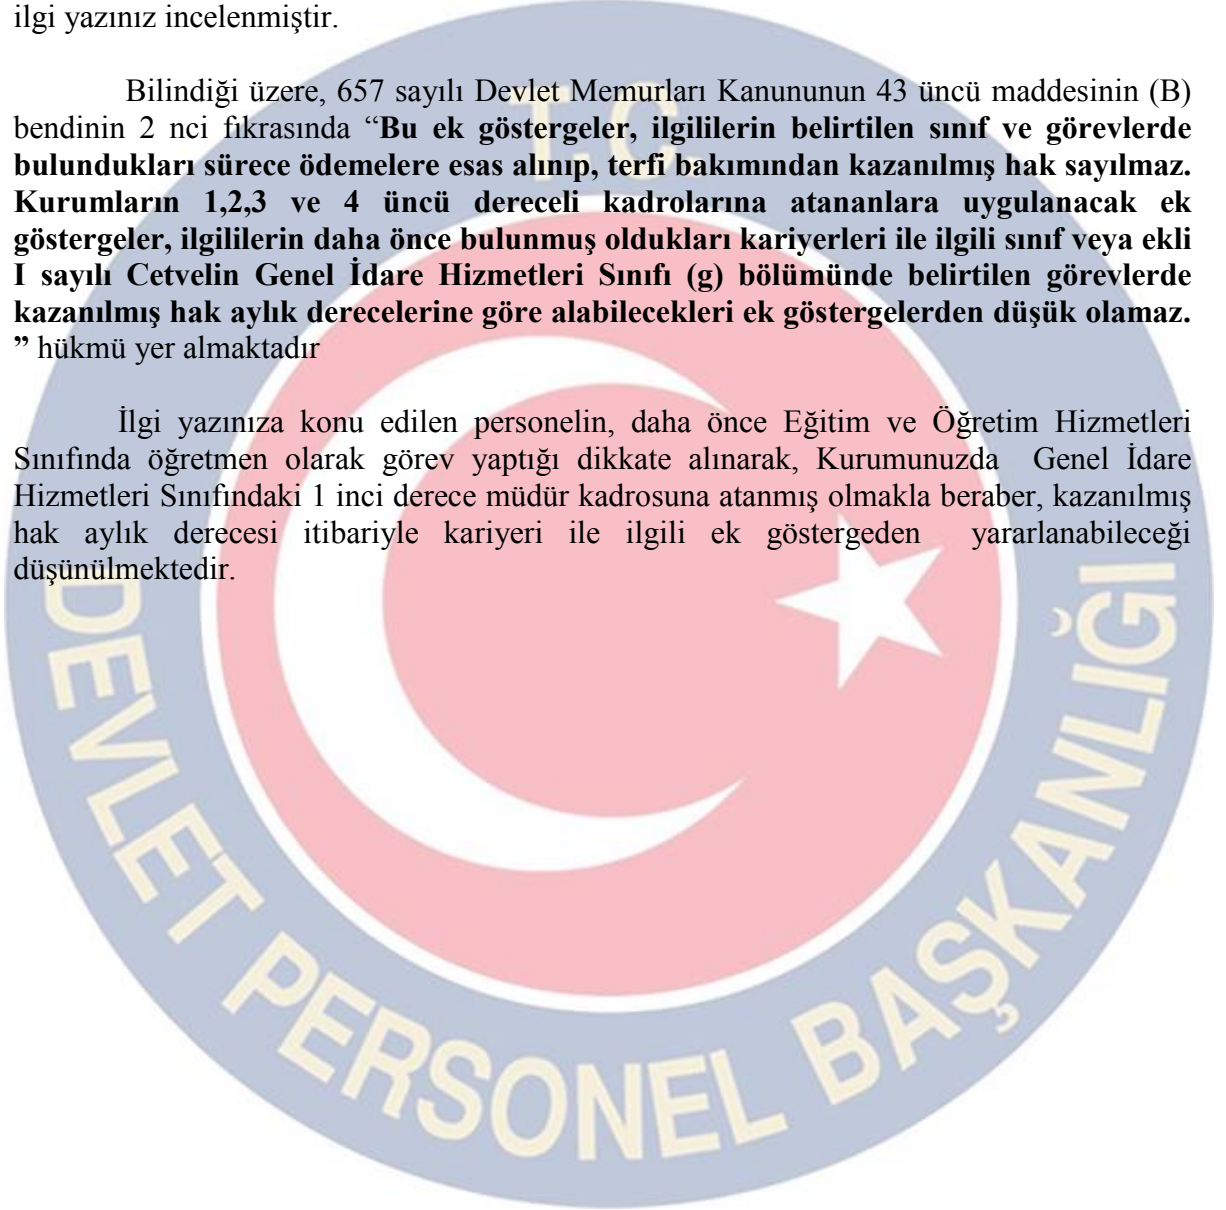 ilgi yazınız incelenmiştir.
Bilindiği üzere, 657 sayılı Devlet Memurları Kanununun 43 üncü maddesinin (B)
bendinin 2 nci fıkrasında “Bu ek göstergeler, ilgililerin belirtilen sınıf ve görevlerde
bulundukları sürece ödemelere esas alınıp, terfi bakımından kazanılmış hak sayılmaz.
Kurumların 1,2,3 ve 4 üncü dereceli kadrolarına atananlara uygulanacak ek
göstergeler, ilgililerin daha önce bulunmuş oldukları kariyerleri ile ilgili sınıf veya ekli
I sayılı Cetvelin Genel İdare Hizmetleri Sınıfı (g) bölümünde belirtilen görevlerde
kazanılmış hak aylık derecelerine göre alabilecekleri ek göstergelerden düşük olamaz.
” hükmü yer almaktadır
İlgi yazınıza konu edilen personelin, daha önce Eğitim ve Öğretim Hizmetleri
Sınıfında öğretmen olarak görev yaptığı dikkate alınarak, Kurumunuzda Genel İdare
Hizmetleri Sınıfındaki 1 inci derece müdür kadrosuna atanmış olmakla beraber, kazanılmış
hak aylık derecesi itibariyle kariyeri ile ilgili ek göstergeden yararlanabileceği
düşünülmektedir.
T.C.
DEVLET PERSONEL BAŞKANLIĞI